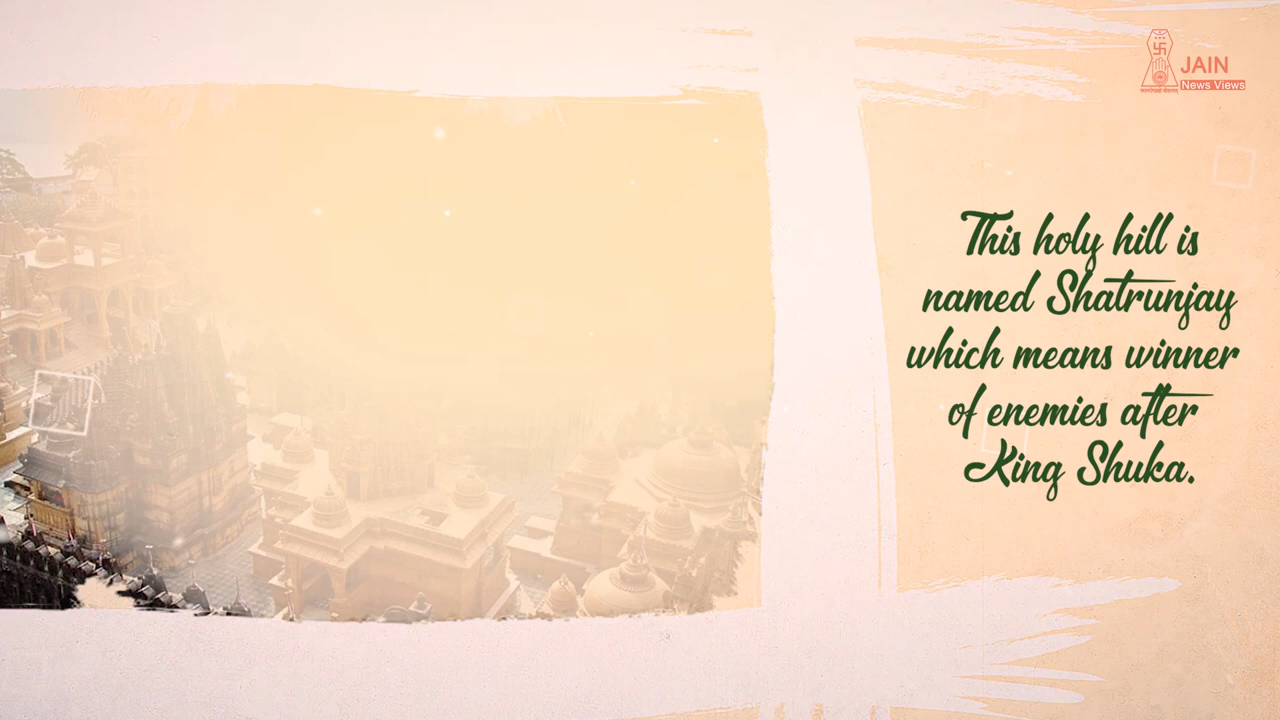 JAIN
News Views
This holy hill is
named Shatrunjay
which means winner
of enemies after
King Shuka.